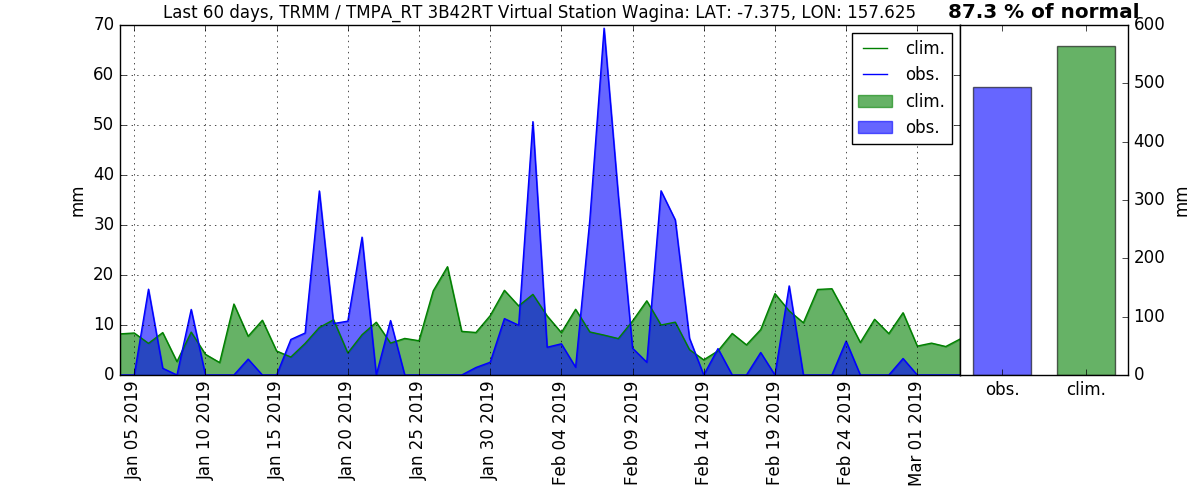 Last 60 days, TRMM / TMPA_RT 3B42RT Virtual Station Wagina: LAT: -7.375, LON: 157.625
87.3 % of normal
70
60
50
40
30
20
10
0
mm
clim.
obs.
clim.
obs.
Jan 05 2019
Jan 10 2019
Jan 15 2019
Jan 20 2019
Jan 25 2019
Jan 30 2019
Feb 04 2019
Feb 09 2019
Feb 14 2019
Feb 19 2019
Feb 24 2019
Mar 01 2019
600
500
400
300
200
100
0
mm
obs.
clim.